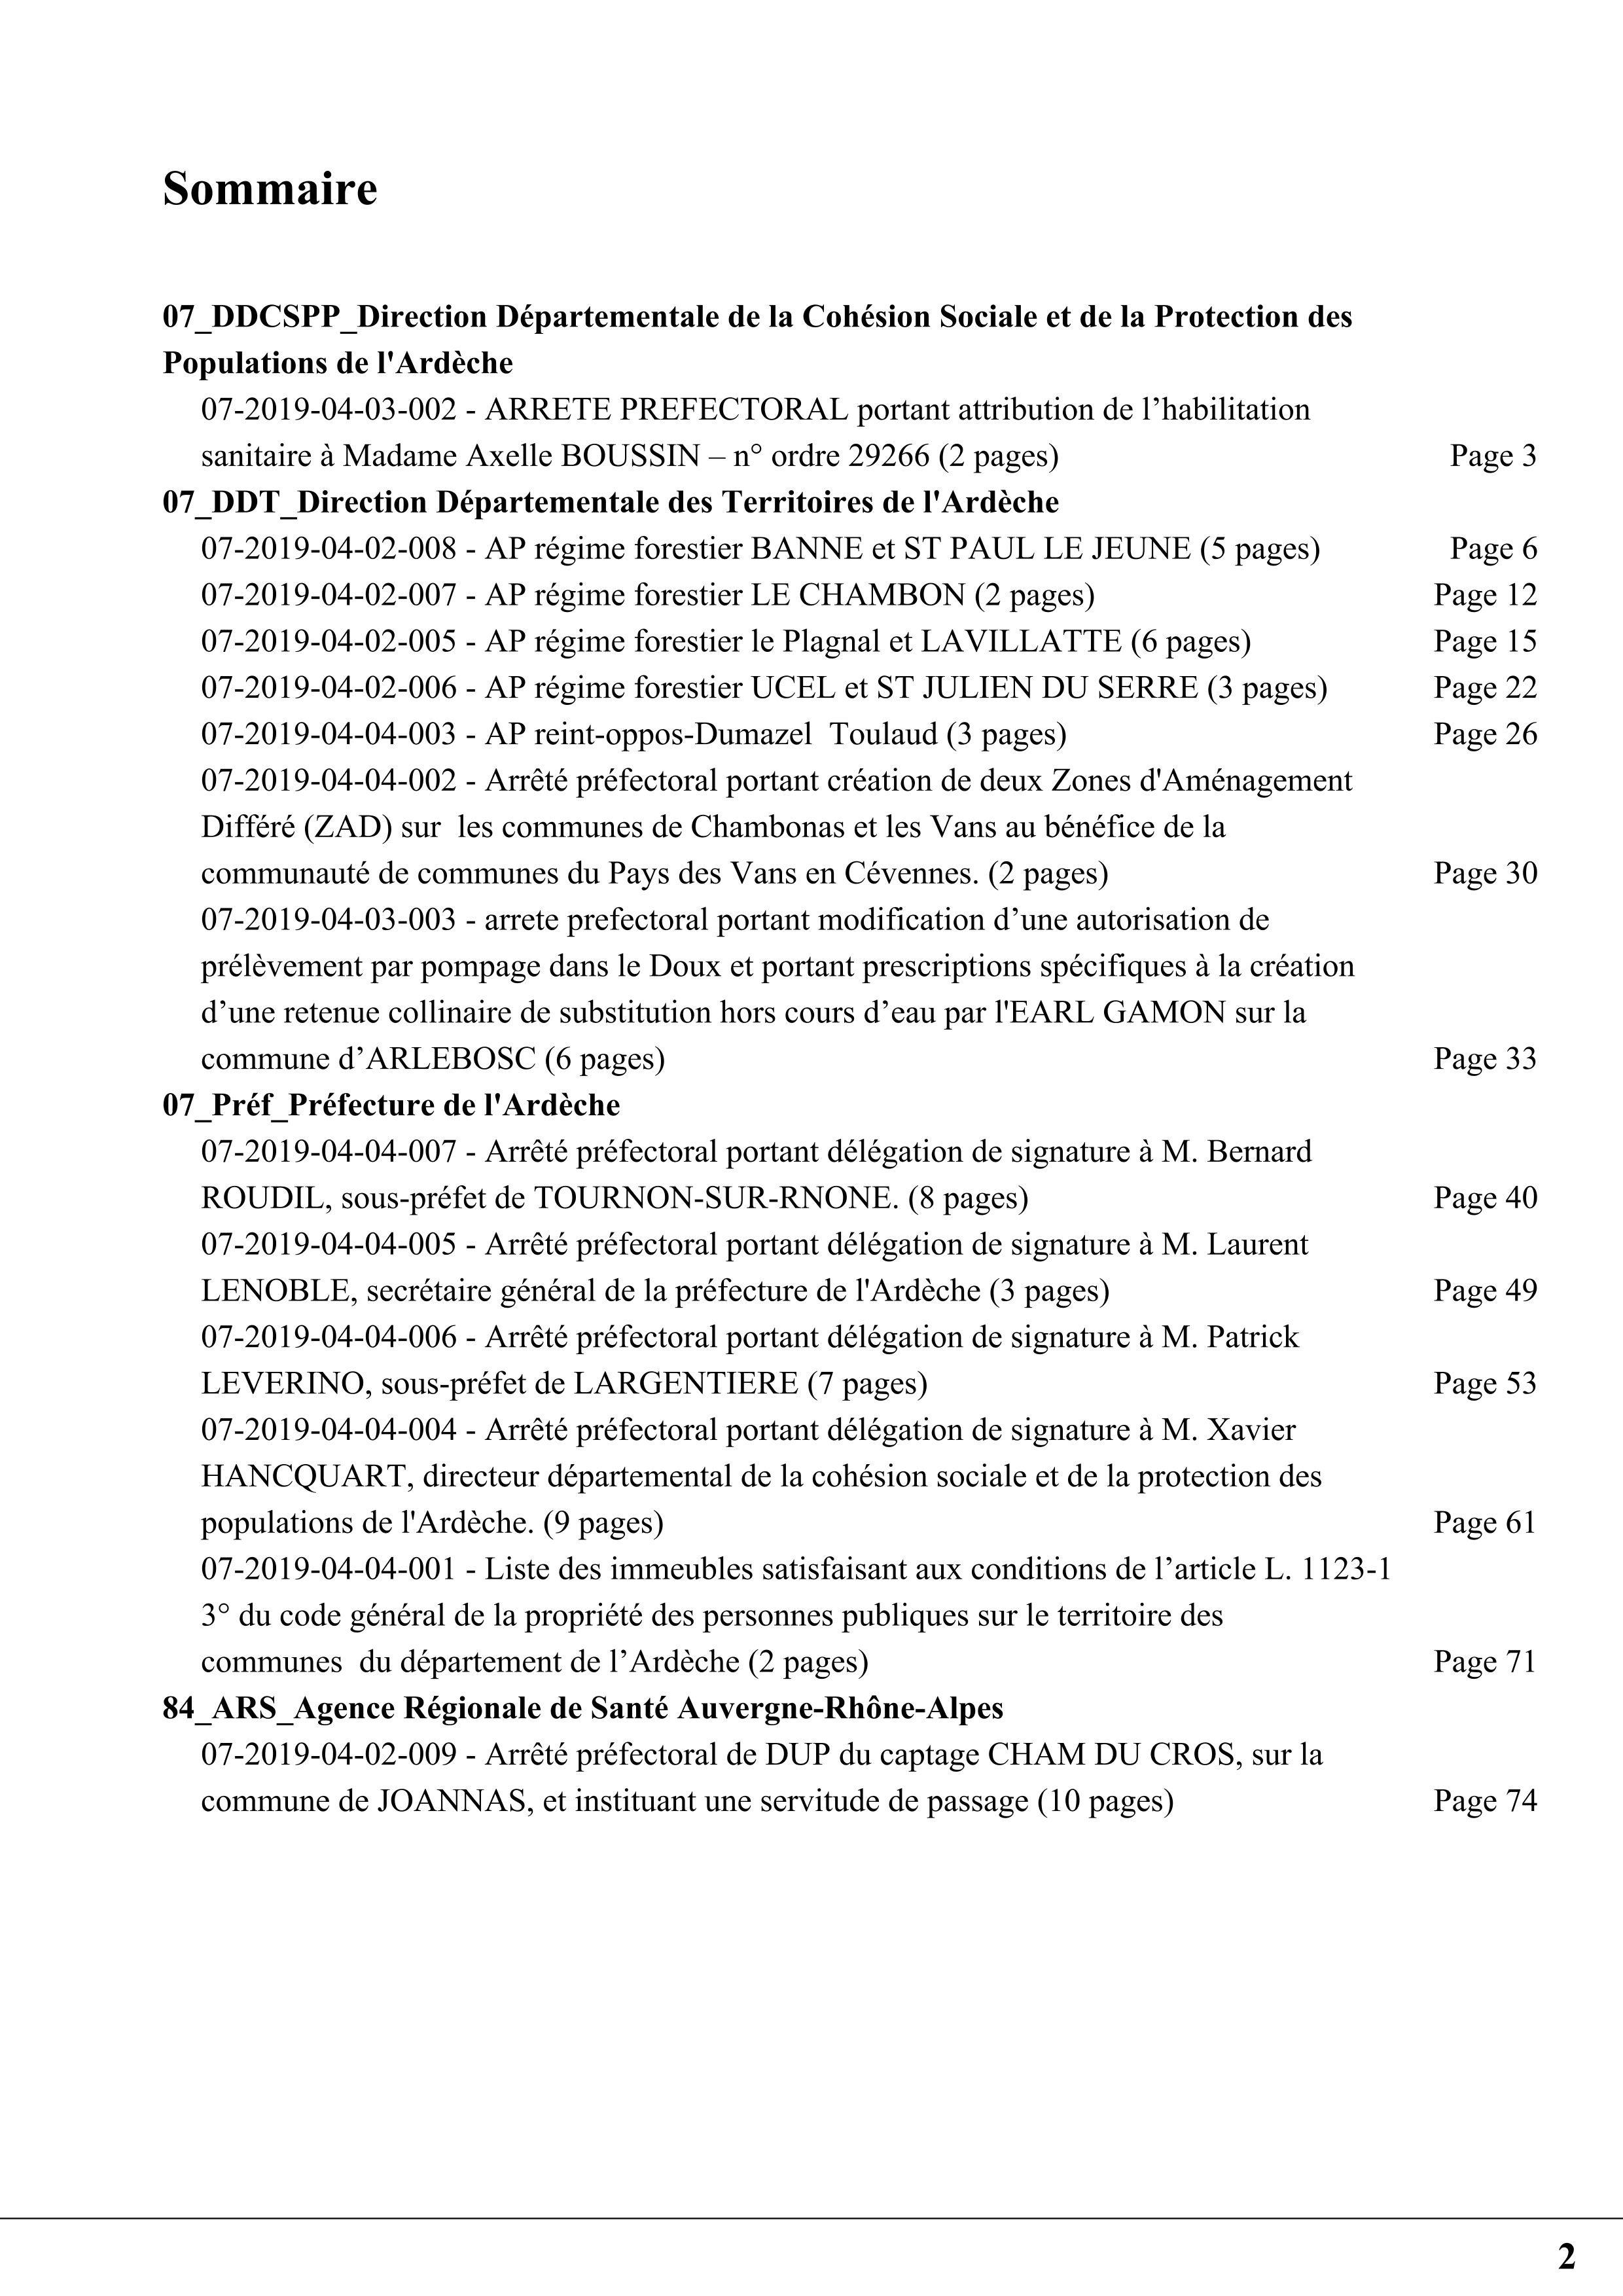 Sommaire
07_DDCSPP_Direction Départementale de la Cohésion Sociale et de la Protection des
Populations de l'Ardèche
07-2019-04-03-002 - ARRETE PREFECTORAL portant attribution de l’habilitation
sanitaire à Madame Axelle BOUSSIN – n° ordre 29266 (2 pages) Page 3
07_DDT_Direction Départementale des Territoires de l'Ardèche
07-2019-04-02-008 - AP régime forestier BANNE et ST PAUL LE JEUNE (5 pages) Page 6
07-2019-04-02-007 - AP régime forestier LE CHAMBON (2 pages) Page 12
07-2019-04-02-005 - AP régime forestier le Plagnal et LAVILLATTE (6 pages) Page 15
07-2019-04-02-006 - AP régime forestier UCEL et ST JULIEN DU SERRE (3 pages) Page 22
07-2019-04-04-003 - AP reint-oppos-Dumazel  Toulaud (3 pages) Page 26
07-2019-04-04-002 - Arrêté préfectoral portant création de deux Zones d'Aménagement
Différé (ZAD) sur  les communes de Chambonas et les Vans au bénéfice de la
communauté de communes du Pays des Vans en Cévennes. (2 pages) Page 30
07-2019-04-03-003 - arrete prefectoral portant modification d’une autorisation de
prélèvement par pompage dans le Doux et portant prescriptions spécifiques à la création
d’une retenue collinaire de substitution hors cours d’eau par l'EARL GAMON sur la
commune d’ARLEBOSC (6 pages) Page 33
07_Préf_Préfecture de l'Ardèche
07-2019-04-04-007 - Arrêté préfectoral portant délégation de signature à M. Bernard
ROUDIL, sous-préfet de TOURNON-SUR-RNONE. (8 pages) Page 40
07-2019-04-04-005 - Arrêté préfectoral portant délégation de signature à M. Laurent
LENOBLE, secrétaire général de la préfecture de l'Ardèche (3 pages) Page 49
07-2019-04-04-006 - Arrêté préfectoral portant délégation de signature à M. Patrick
LEVERINO, sous-préfet de LARGENTIERE (7 pages) Page 53
07-2019-04-04-004 - Arrêté préfectoral portant délégation de signature à M. Xavier
HANCQUART, directeur départemental de la cohésion sociale et de la protection des
populations de l'Ardèche. (9 pages) Page 61
07-2019-04-04-001 - Liste des immeubles satisfaisant aux conditions de l’article L. 1123-1
3° du code général de la propriété des personnes publiques sur le territoire des
communes  du département de l’Ardèche (2 pages) Page 71
84_ARS_Agence Régionale de Santé Auvergne-Rhône-Alpes
07-2019-04-02-009 - Arrêté préfectoral de DUP du captage CHAM DU CROS, sur la
commune de JOANNAS, et instituant une servitude de passage (10 pages) Page 74
2